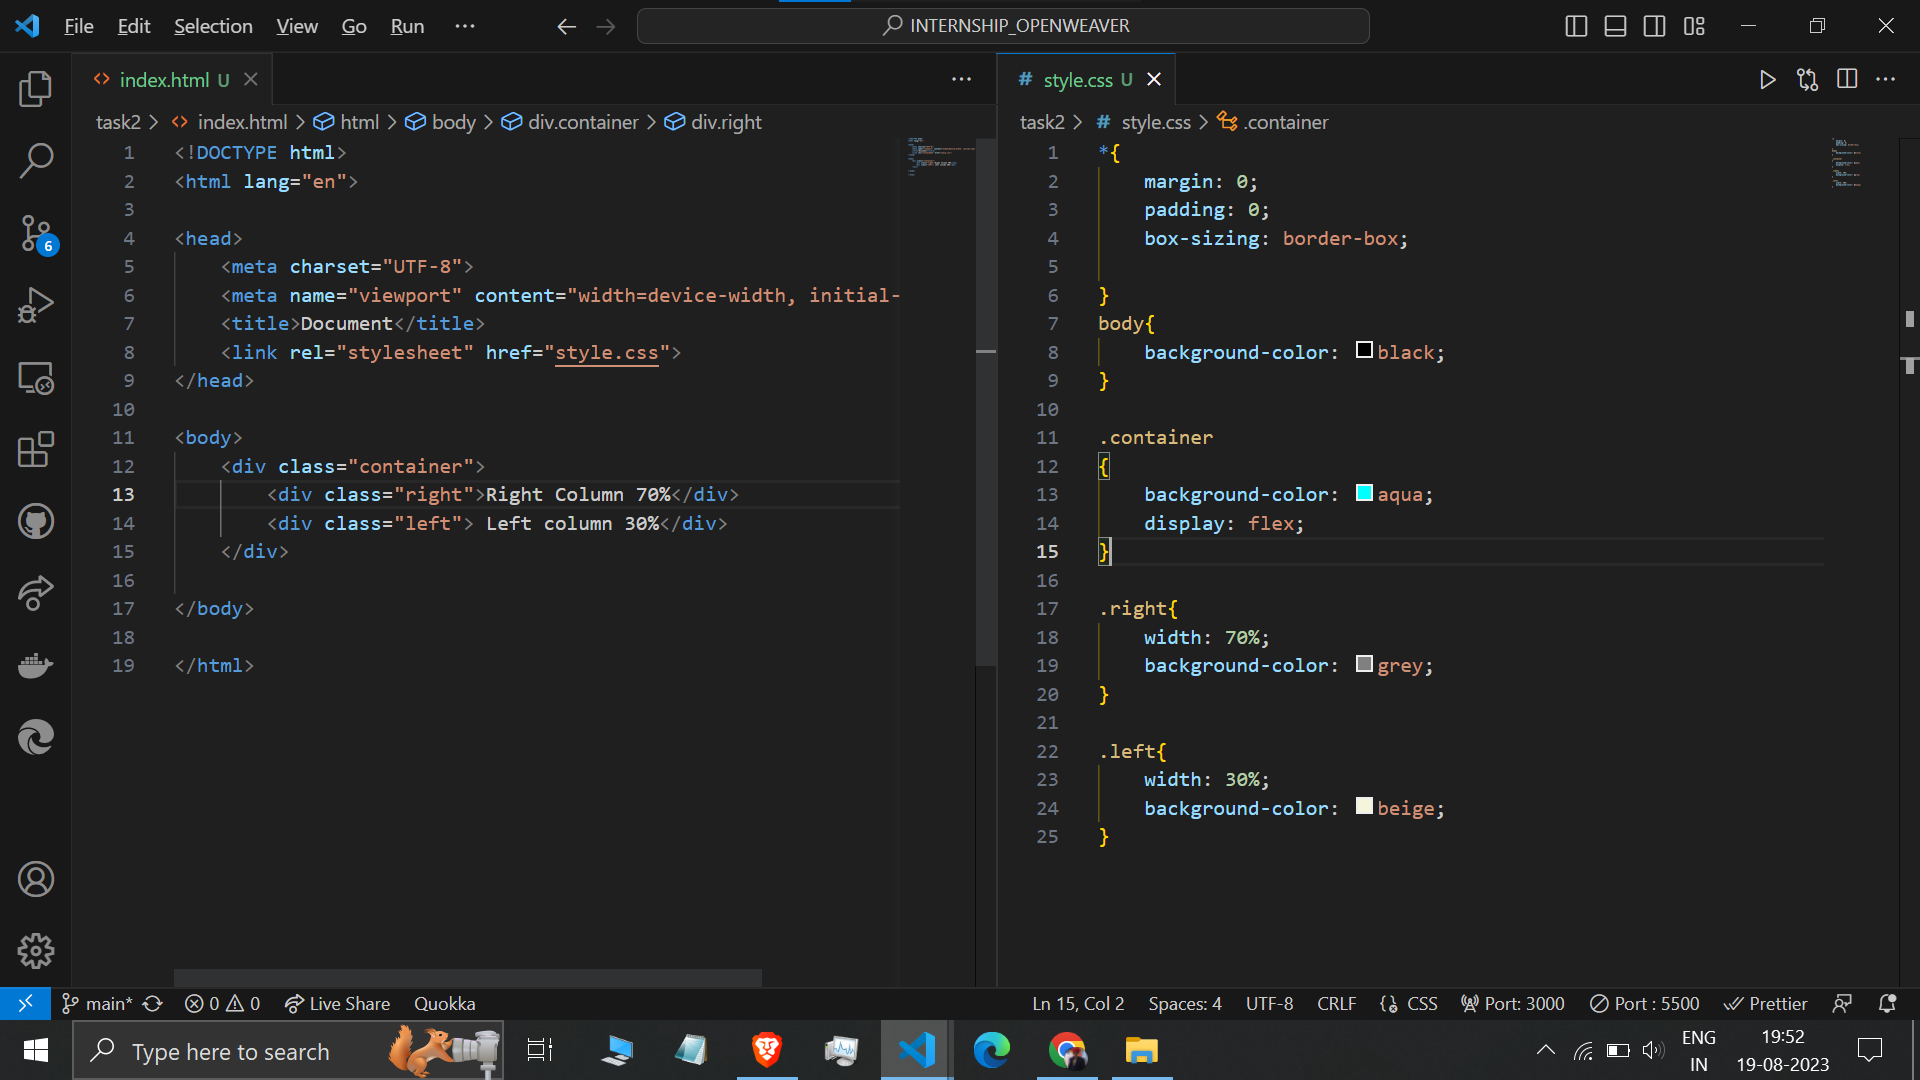 File Edit Selection View Go Run ··· INTERNSHIP_OPENWEAVER
index.html U
task2 > index.html > html > body > div.container > div.right
1 <!DOCTYPE html>
2 <html lang="en">
3
4 <head>
5 <meta charset="UTF-8">
6 <meta name="viewport" content="width=device-width, initial-
7 <title>Document</title>
8 <link rel="stylesheet" href="style.css">
9 </head>
10
11 <body>
12 <div class="container">
13 <div class="right">Right Column 70%</div>
14 <div class="left"> Left column 30%</div>
15 </div>
16
17 </body>
18
19 </html>
# style.css U
task2 > # style.css > .container
1 *{
2 margin: 0;
3 padding: 0;
4 box-sizing: border-box;
5
6 }
7 body{
8 background-color: black;
9 }
10
11 .container
12 {
13 background-color: aqua;
14 display: flex;
15 }
16
17 .right{
18 width: 70%;
19 background-color: grey;
20 }
21
22 .left{
23 width: 30%;
24 background-color: beige;
25 }
6
main* 0 0 Live Share Quokka Ln 15, Col 2 Spaces: 4 UTF-8 CRLF {} CSS Port: 3000 Port : 5500 Prettier
Type here to search
ENG
IN
19:52
19-08-2023